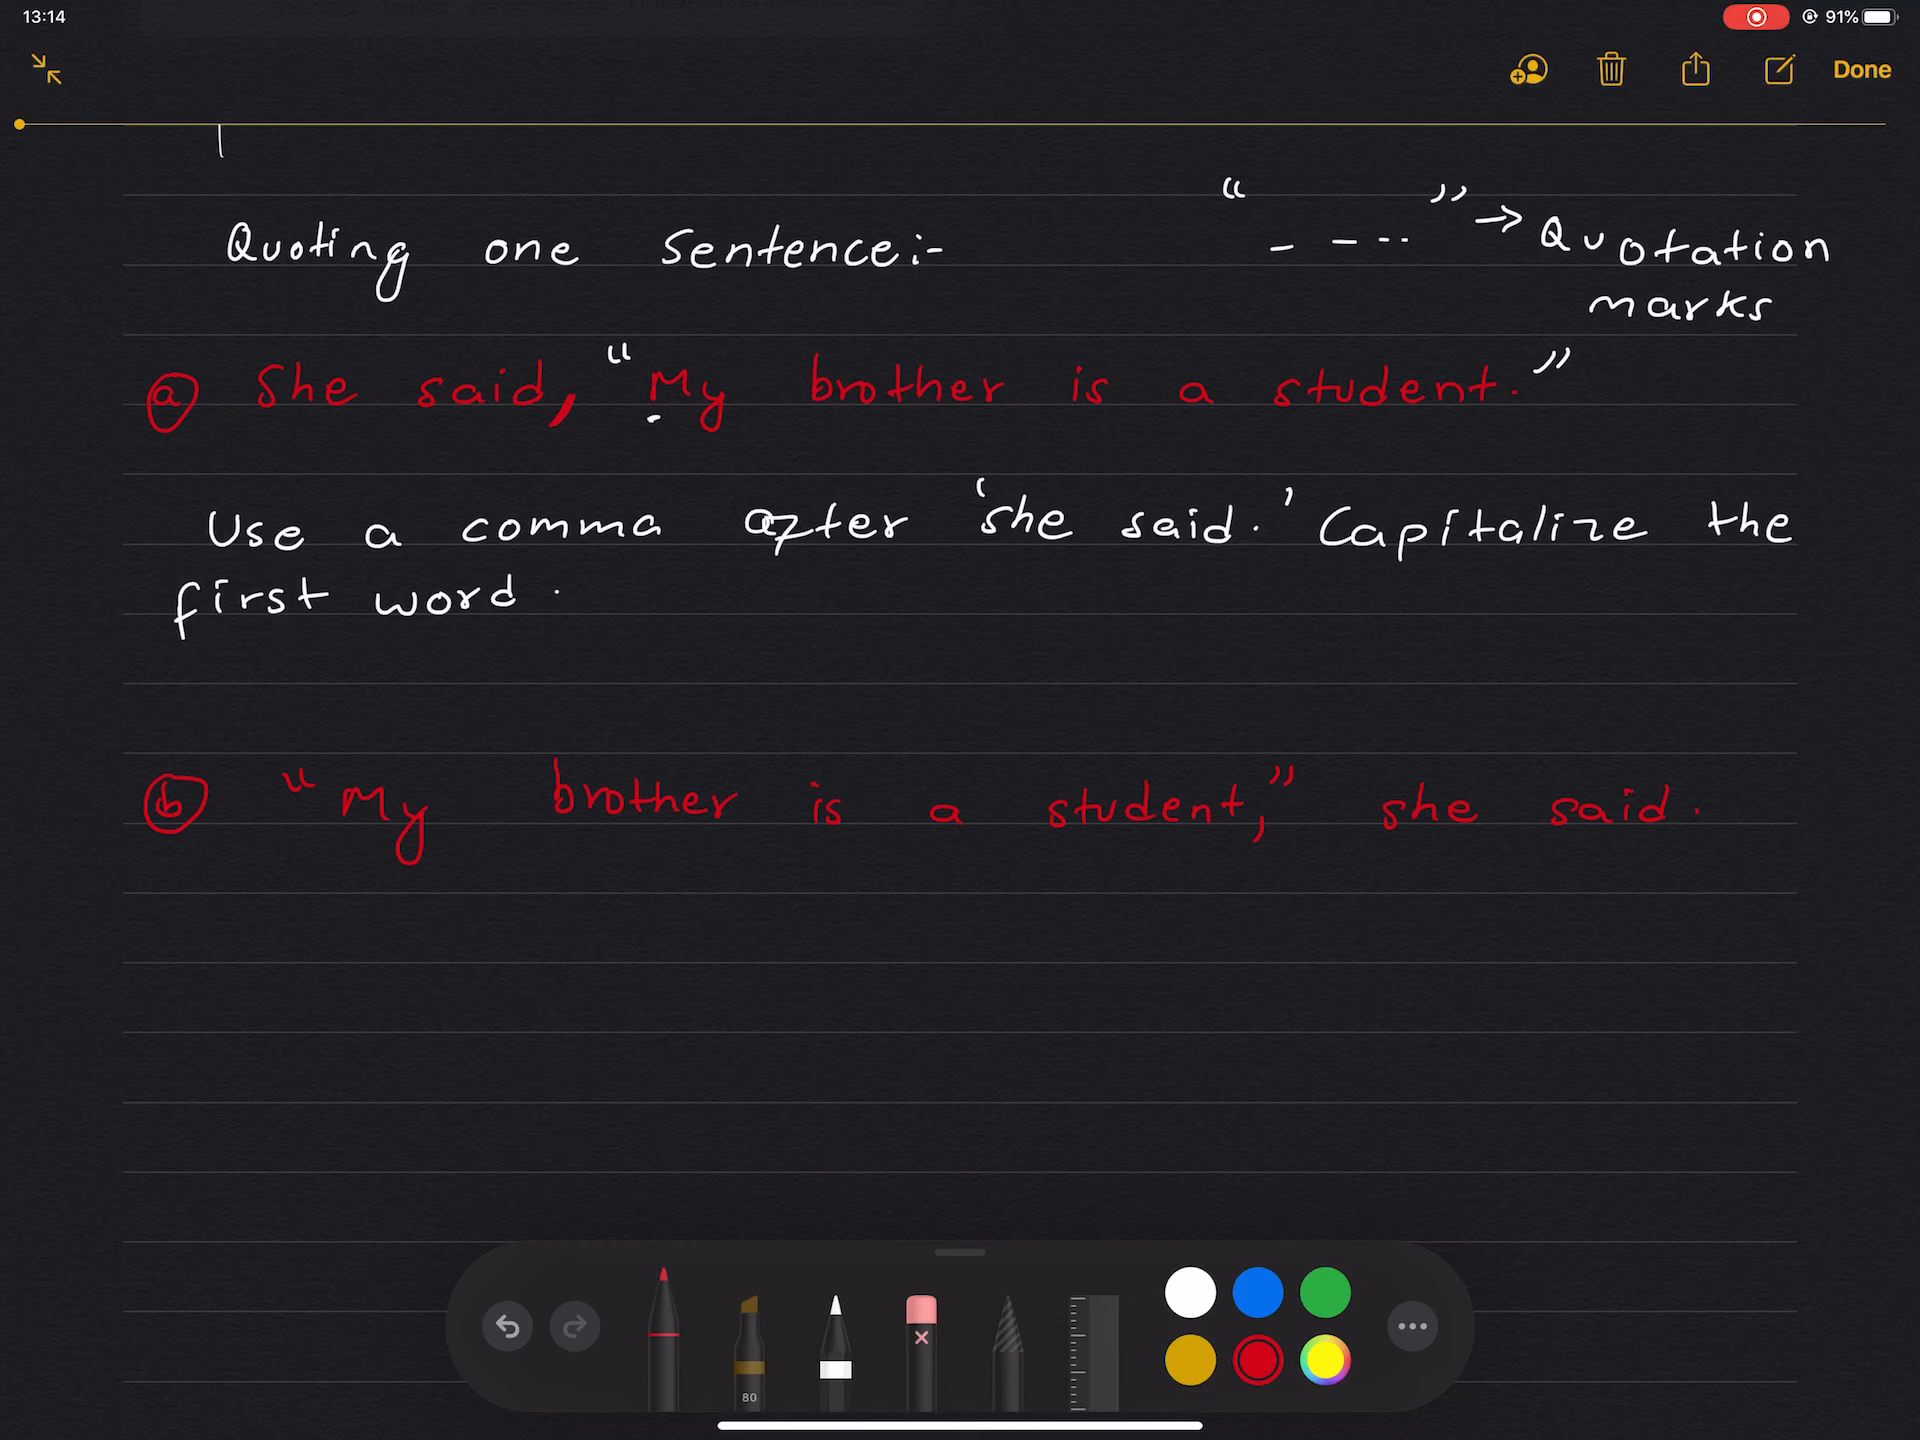 13:14 91%
Done
Quoting one sentence:- “ - - -- ” → Quotation
marks
a She said, “My brother is a student.”
Use a comma after ‘she said.’ Capitalize the
first word.
b “My brother is a student,” she said.
80